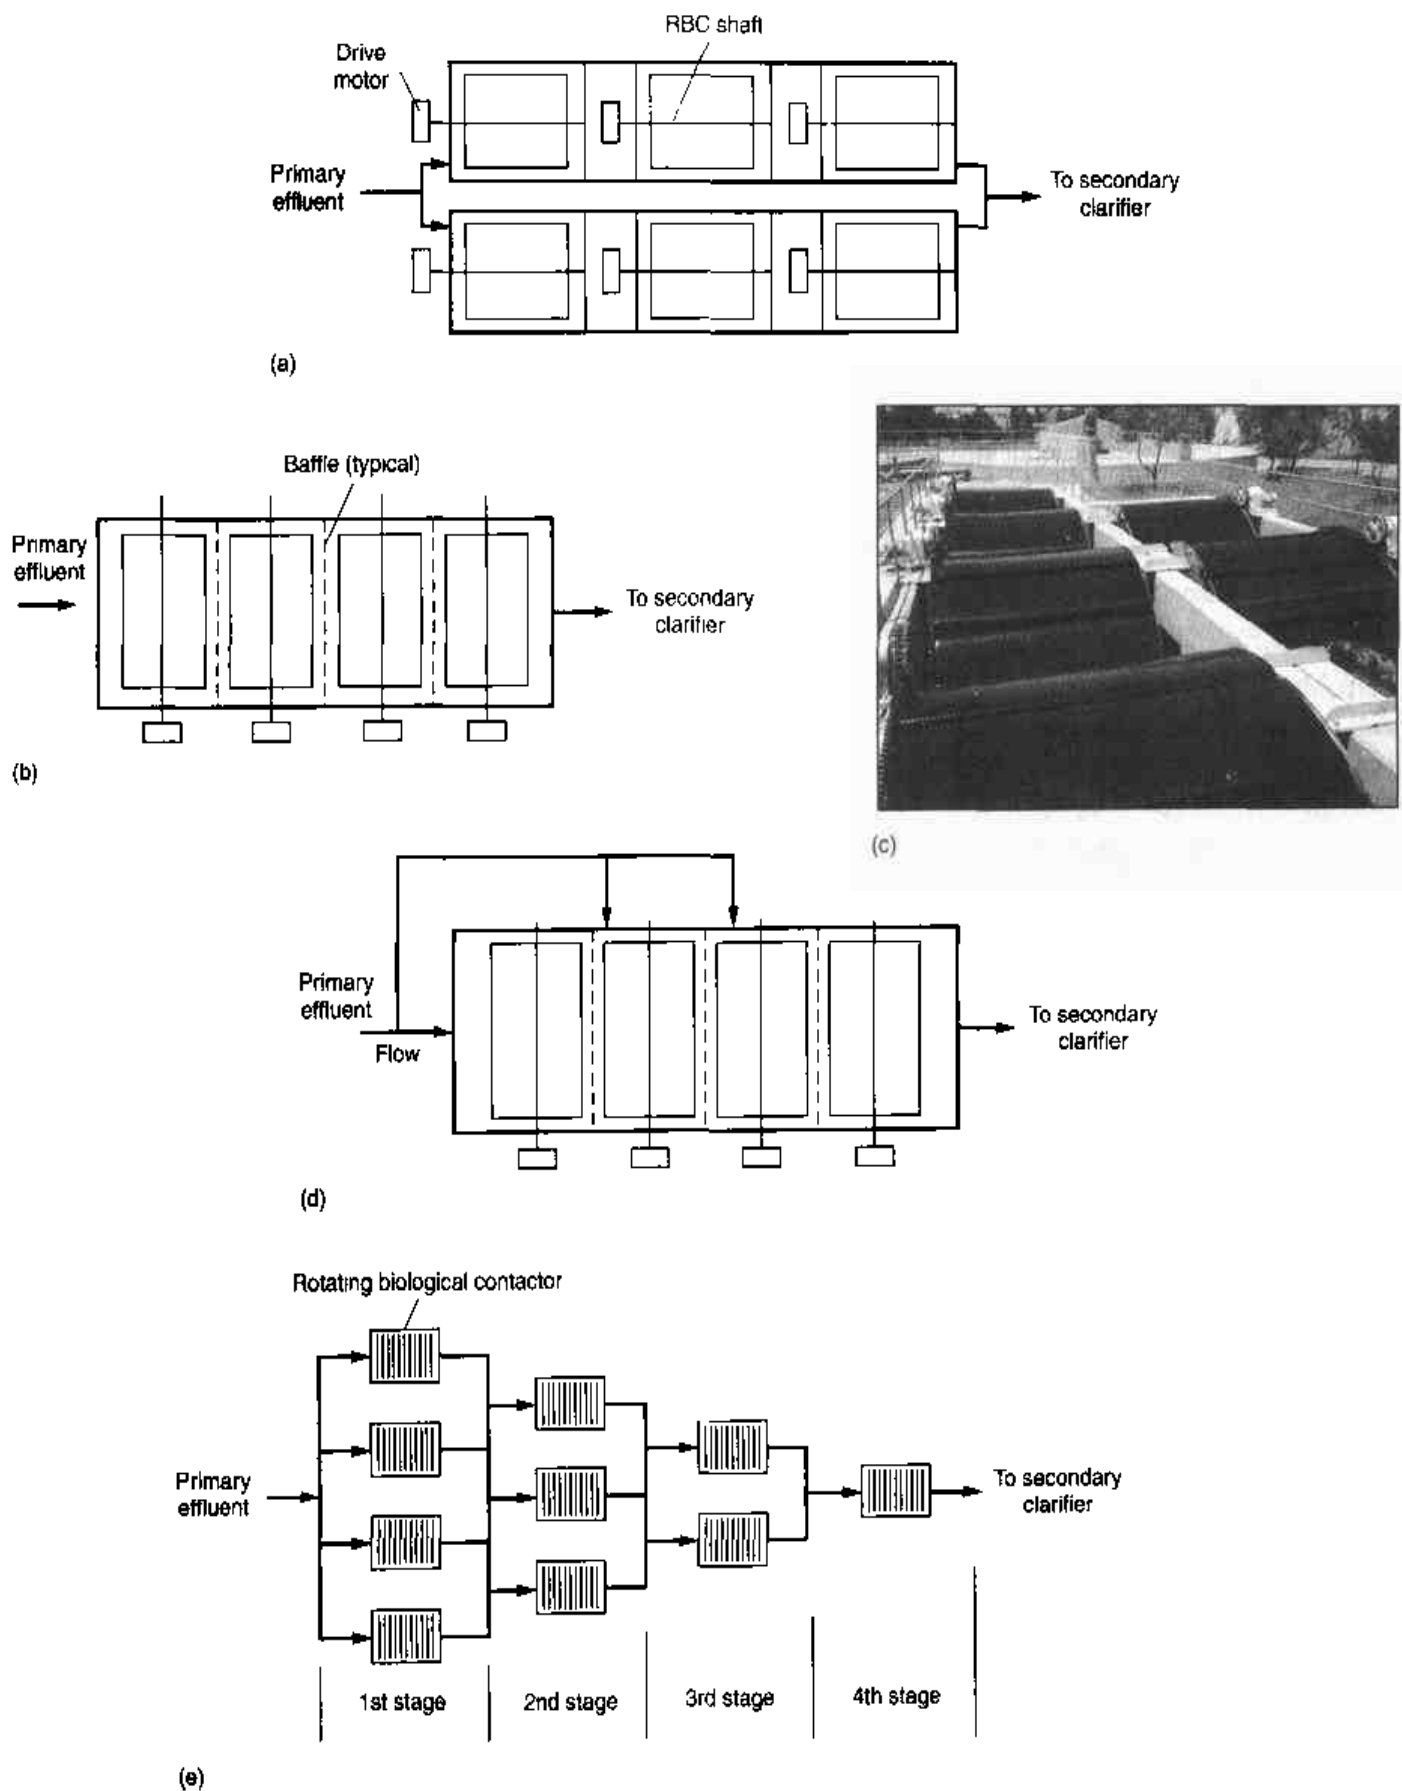 RBC shaft
Drive
motor
Primary
effluent
To secondary
clarifier
(a)
Baffle (typical)
Primary
effluent
To secondary
clarifier
(b)
(c)
Primary
effluent
Flow
To secondary
clarifier
(d)
Rotating biological contactor
Primary
effluent
To secondary
clarifier
1st stage
2nd stage
3rd stage
4th stage
(e)